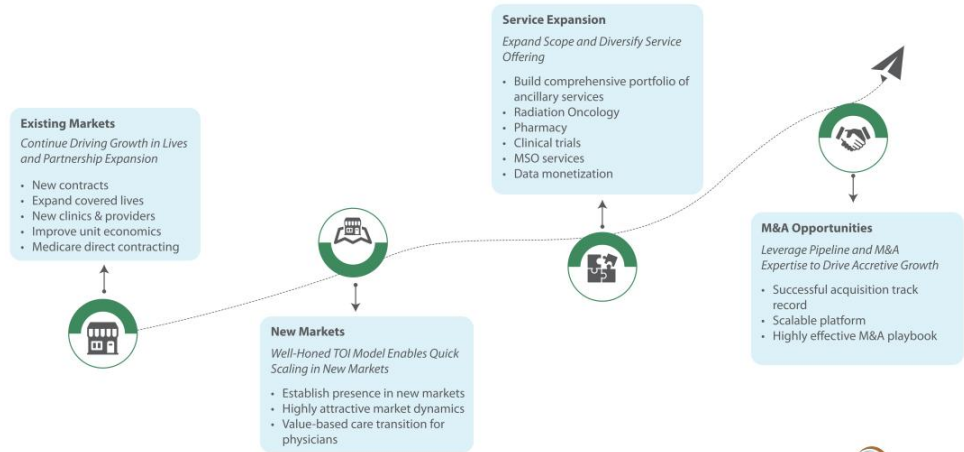 Existing Markets
Continue Driving Growth in Lives
and Partnership Expansion
• New contracts
• Expand covered lives
• New clinics & providers
• Improve unit economics
• Medicare direct contracting
New Markets
Well-Honed TOI Model Enables Quick
Scaling in New Markets
• Establish presence in new markets
• Highly attractive market dynamics
• Value-based care transition for
physicians
Service Expansion
Expand Scope and Diversify Service
Offering
• Build comprehensive portfolio of
ancillary services
• Radiation Oncology
• Pharmacy
• Clinical trials
• MSO services
• Data monetization
M&A Opportunities
Leverage Pipeline and M&A
Expertise to Drive Accretive Growth
• Successful acquisition track
record
• Scalable platform
• Highly effective M&A playbook